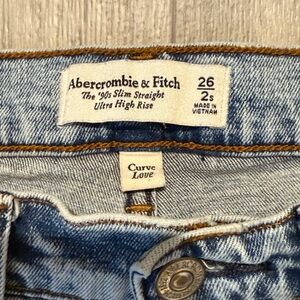 Abercrombie & Fitch
The '90s Slim Straight
Ultra High Rise
26
2s
MADE IN
VIETNAM
Curve
Love